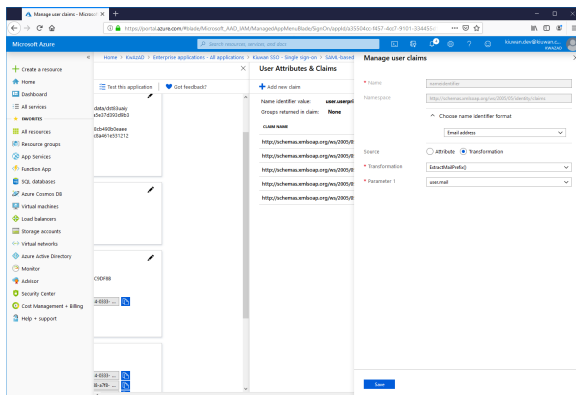 Manage user claims - Microsof
https://portal.azure.com/#blade/Microsoft_AAD_IAM/ManagedAppMenuBlade/SignOn/appId/a35504cc-f457-4cc7-9101-334455
Microsoft Azure
Search resources, services, and docs
kiuwan.dev@kiuwan.c...
KWAZAD
Create a resource
Home
Dashboard
All services
FAVORITES
All resources
Resource groups
App Services
Function App
SQL databases
Azure Cosmos DB
Virtual machines
Load balancers
Storage accounts
Virtual networks
Azure Active Directory
Monitor
Advisor
Security Center
Cost Management + Billing
Help + support
Home > KwAzAD > Enterprise applications - All applications > Kiuwan SSO - Single sign-on > SAML-based
Test this application
Got feedback?
User Attributes & Claims
Add new claim
Name identifier value: user.userpri
Groups returned in claim: None
CLAIM NAME
http://schemas.xmlsoap.org/ws/2005/0
http://schemas.xmlsoap.org/ws/2005/0
http://schemas.xmlsoap.org/ws/2005/0
http://schemas.xmlsoap.org/ws/2005/0
http://schemas.xmlsoap.org/ws/2005/0
Manage user claims
* Name
nameidentifier
Namespace
http://schemas.xmlsoap.org/ws/2005/05/identity/claims
Choose name identifier format
Email address
Source
Attribute
Transformation
* Transformation
ExtractMailPrefix()
* Parameter 1
user.mail
Save